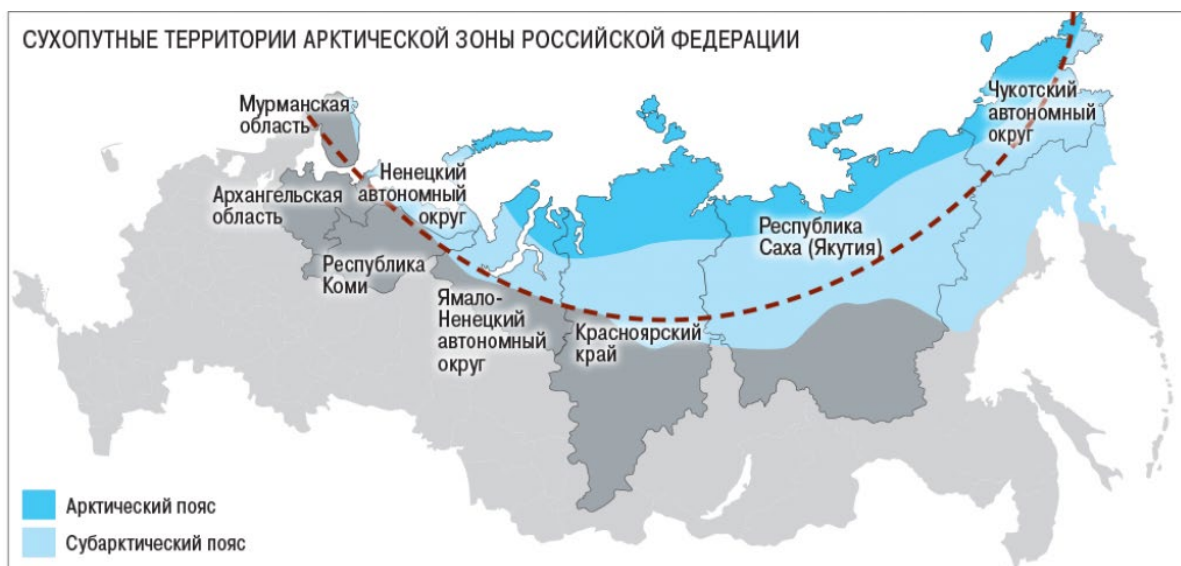 СУХОПУТНЫЕ ТЕРРИТОРИИ АРКТИЧЕСКОЙ ЗОНЫ РОССИЙСКОЙ ФЕДЕРАЦИИ
Мурманская
область
Чукотский
автономный
округ
Ненецкий
автономный
округ
Архангельская
область
Республика
Саха (Якутия)
Республика
Коми
Ямало-
Ненецкий
автономный
округ
Красноярский
край
Арктический пояс
Субарктический пояс